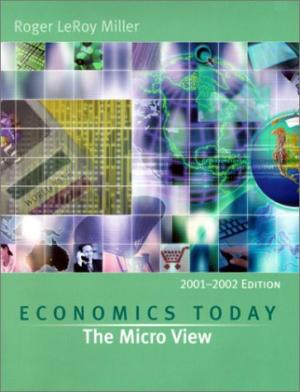 Roger LeRoy Miller
2001–2002 EDITION
ECONOMICS TODAY
The Micro View